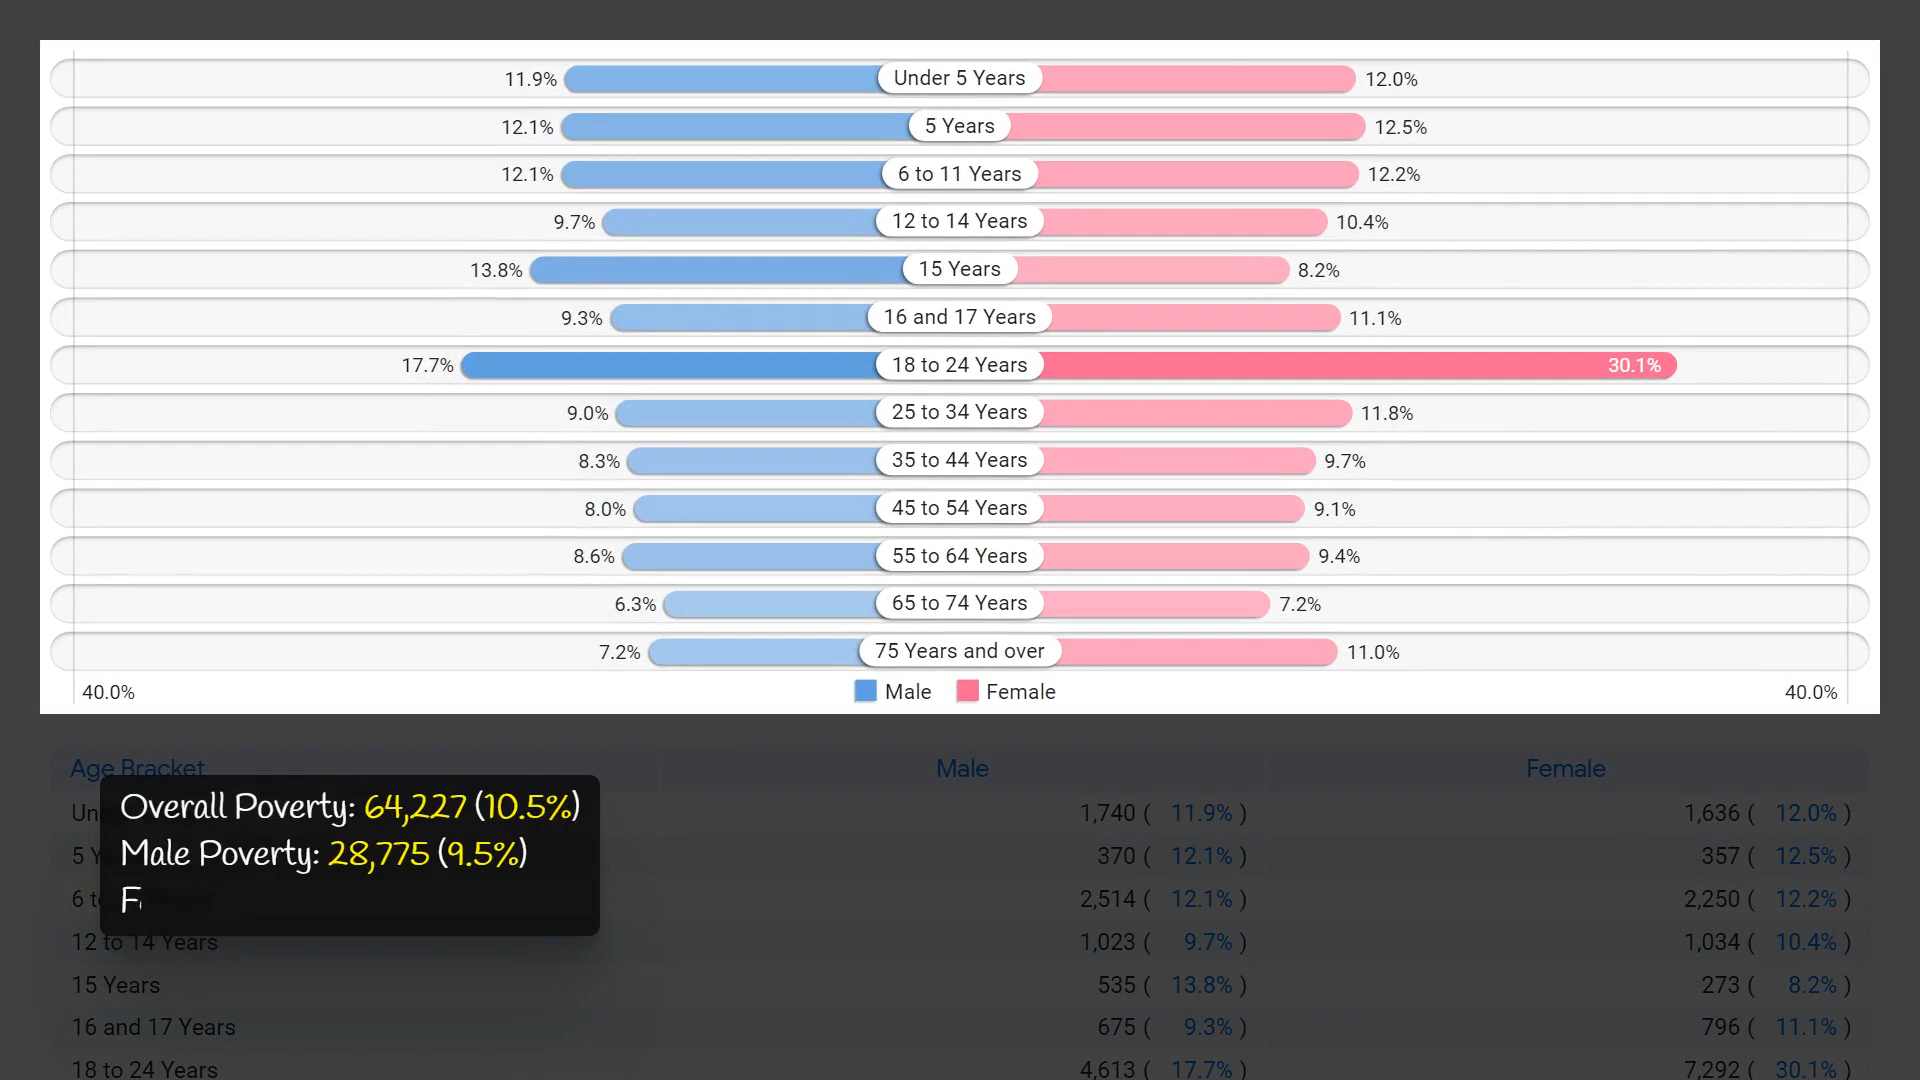 11.9% Under 5 Years 12.0%
12.1% 5 Years 12.5%
12.1% 6 to 11 Years 12.2%
9.7% 12 to 14 Years 10.4%
13.8% 15 Years 8.2%
9.3% 16 and 17 Years 11.1%
17.7% 18 to 24 Years 30.1%
9.0% 25 to 34 Years 11.8%
8.3% 35 to 44 Years 9.7%
8.0% 45 to 54 Years 9.1%
8.6% 55 to 64 Years 9.4%
6.3% 65 to 74 Years 7.2%
7.2% 75 Years and over 11.0%
40.0% Male Female 40.0%
Age Bracket Male Female
1,740 ( 11.9% ) 1,636 ( 12.0% )
370 ( 12.1% ) 357 ( 12.5% )
2,514 ( 12.1% ) 2,250 ( 12.2% )
12 to 14 Years 1,023 ( 9.7% ) 1,034 ( 10.4% )
15 Years 535 ( 13.8% ) 273 ( 8.2% )
16 and 17 Years 675 ( 9.3% ) 796 ( 11.1% )
18 to 24 Years 4,613 ( 17.7% ) 7,292 ( 30.1% )
Overall Poverty: 64,227 (10.5%)
Male Poverty: 28,775 (9.5%)
F